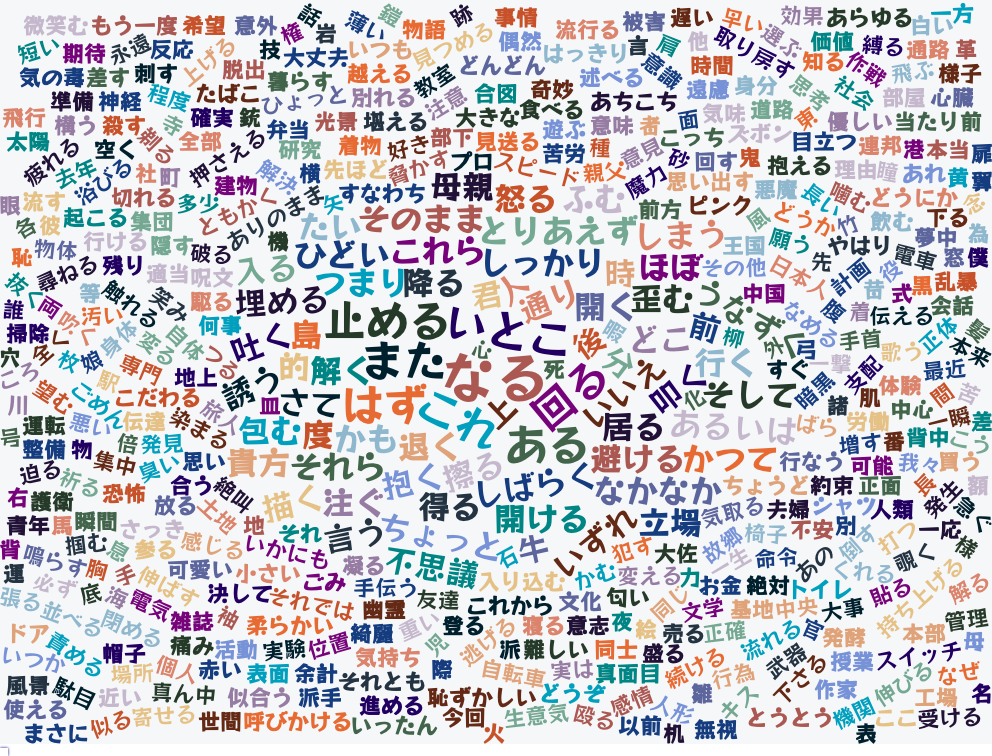 微笑む もう一度 希望 意外 話 権 岩 薄い 鎧 物語 跡 事情 流行る 被害 遅い 早い 選ぶ 効果 あらゆる 白い 一方
短い 期待 永遠 反応 上げる 技 大丈夫 いつも 見つめる 偶然 はっきり 言 肩 他 取り戻す 価値 縛る 通路 革
気の毒 差す 刺す 脱出 暮らす 越える 教室 どんどん 述べる 意識 時間 知る 作戦 飛ぶ 様子
準備 神経 程度 たばこ ひょっと 別れる 注意 合図 奇妙 あちこち 遠慮 身分 思考 社会 部屋 心臓
飛行 横う 殺す 寺 確実 銃 弁当 光景 堪える 大きな 食べる 遊ぶ 意味 者 面 気味 道路 優しい 当たり前
太陽 空く 剃る 全部 研究 着物 好き 部下 見送る 苦労 種 こっち ズボン 目立つ 連邦 港 本当 扉
疲れる 去年 浴びる 社 町 押さえる 解決 横 先ほど 脅かす プロ スピード 親父 意見 砂 回す 鬼 抱える 理由 瞳 あれ 黄 翼
眼 流す 切れる 多少 建物 矢 すなわち 母親 怒る ふむ 魔力 思い出す 悪魔 長い 噛む どうにか 念
各 彼 起こる 集団 ともかく ありのまま たい そのまま とりあえず 前方 ピンク 風 どうか 竹 飲む 下る 為
恥 物体 行ける 隠す 破る 機 ひどい これら しっかり しまう 王国 願う 先 やはり 夢中 窓 僕
尋ねる 残り 適当 呪文 入る つまり 降る 時 ほぼ その他 日本人 計画 役 電車 黒 乱暴
誰 両 等 触れる 笑み 駆る 埋める 君 人 通り 開く 歪む う 中国 腹 苗 式 会話
掃除 吹く 汚い 身体 変 自体 何事 吐く 島 止める いとこ 後 暇 どこ 前 柳 なずく 弓 なめる 着 伝える 手首 聖
穴 全 枚 娘 専門 つる 的 解く また 心 なる 死 下 行く 外 すぐ 一撃 歌う 正体 本来
ころ 望む ごめん 駅 こだわる 地上 誘う 皿 さて はず これ 上 回る いいえ 叩く 化 そして 暗黒 支配 肌 最近 体験 間 苦
川 運転 悪い 伝達 染まる 旅人 包む 度 かも 退く ある 居る あるいは ばら 諸 労働 中心 一瞬 差
号 整備 物 倍 発見 思い 貴方 それら 避ける かつて 行なう 増す 番 背中 こう
迫る 祈る 集中 臭い 合う 絶叫 描く 注ぐ 抱く 擦る しばらく なかなか ちょうど 可能 我々 買う
右 護衛 恐怖 放る 土地 得る 開ける 立場 気取る 約束 正面 長 発生 額
青年 馬 瞬間 さっき 地 それ 言う ちょっと いずれ 夫婦 シャツ 人類 急ぐ
背 鳴らす 掴む 息 参る 感じる いかにも 凝る 不思議 石 牛 犯す 大佐 故郷 椅子 不安 別 倒す 打つ 一応 様
運 必ず 胸 手 伸ばす 可愛い 小さい ごみ 手伝う 入り込む かむ 変える 力 一生 命令 あの くれる 覗く
張る 並べる 底 海 電気 決して それでは 幽霊 友達 これから 文化 匂い 同じ お金 絶対 トイレ 貼る 持ち上げる 解る
閉める 雑誌 袖 柔らかい 綺麗 重い 登る 寝る 意志 夜 絵 文学 基地 中央 大事 管理
ドア 責める 帽子 痛み 活動 実験 位置 児 逃げる 派 難しい 同士 売る 正確 流れる 官 発酵 本部 母
いつか 場所 個人 赤い 表面 余計 気持ち 際 自転車 実は 盛る 真面目 続ける 行為 武器 下さる 授業 スイッチ なぜ
風景 駄目 近い 真ん中 似合う 派手 それとも 恥ずかしい どうぞ 感情 雛 キス 作家 伸びる 工場 名
使える 似る 寄せる 世間 呼びかける 進める 今回 生意気 殴る 人形 とうとう 機関 ここ 受ける
まさに いったん 火 以前 机 無視 表